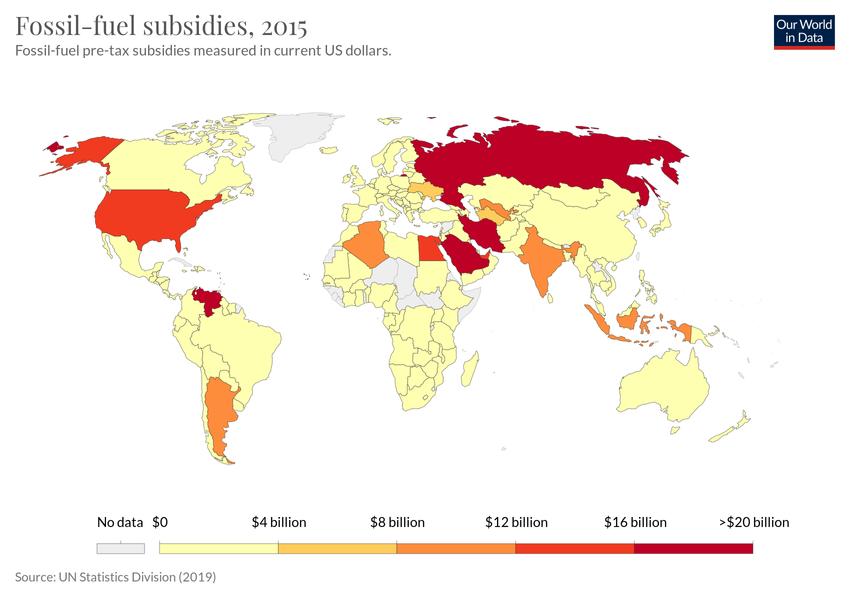 Fossil-fuel subsidies, 2015
Fossil-fuel pre-tax subsidies measured in current US dollars.
Our World
in Data
No data $0 $4 billion $8 billion $12 billion $16 billion >$20 billion
Source: UN Statistics Division (2019)